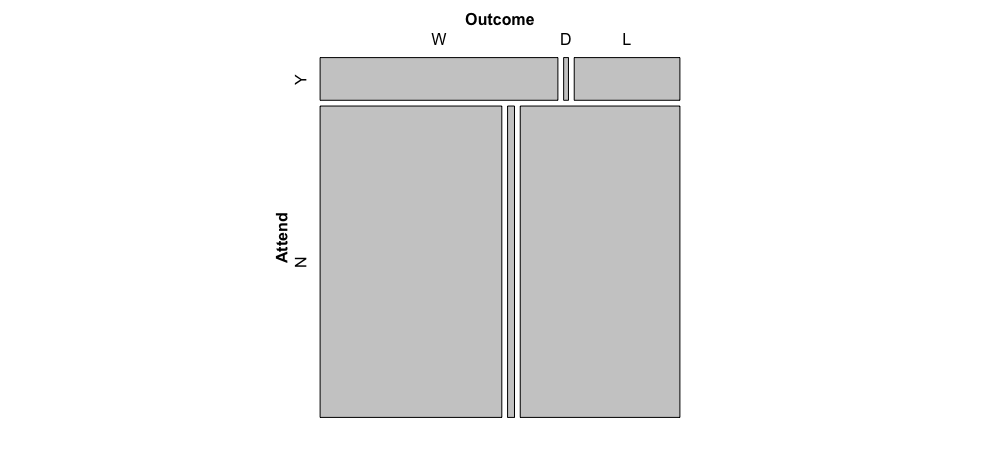 Outcome
W D L
Y
Attend
N